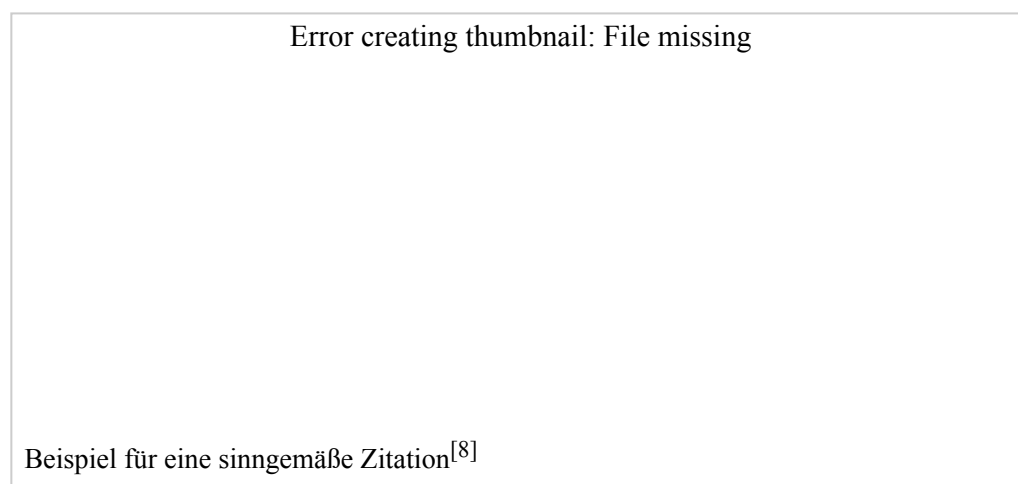 Error creating thumbnail: File missing
Beispiel für eine sinngemäße Zitation[8]